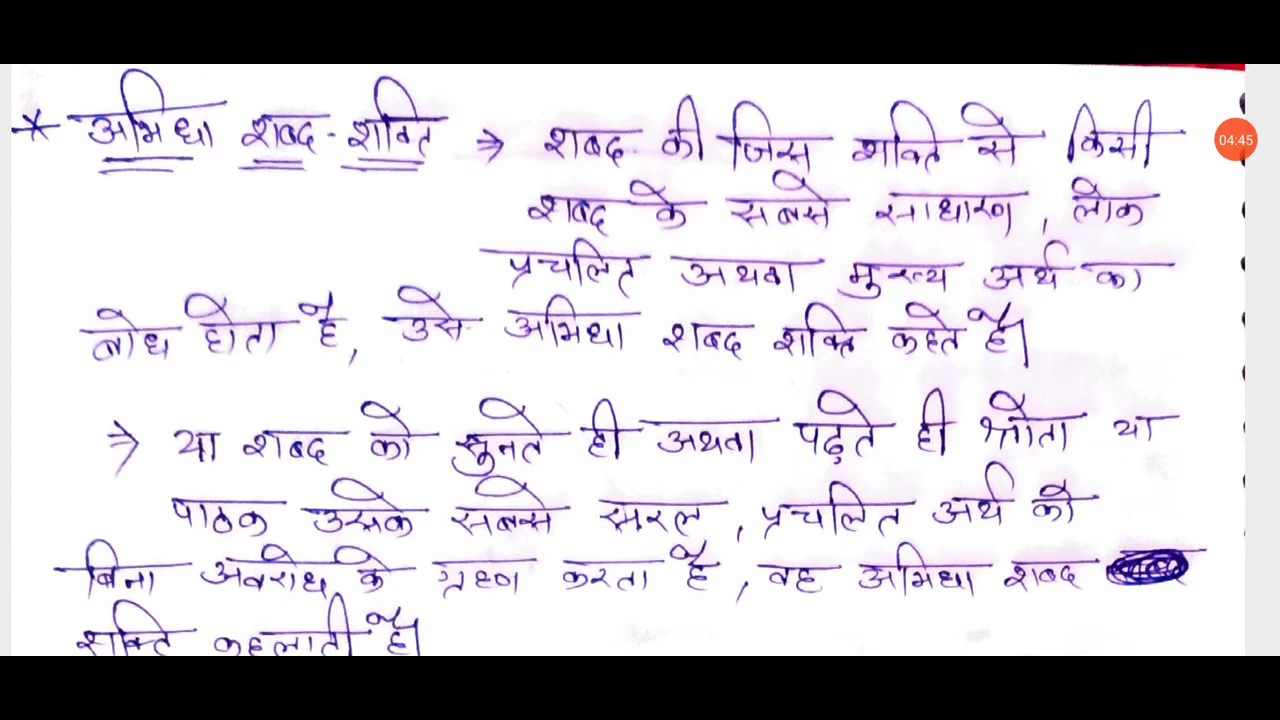 * अभिधा शब्द-शक्ति ⇒ शब्द की जिस शक्ति से किसी
04:45
शब्द के सबसे साधारण, लोक
प्रचलित अथवा मुख्य अर्थ का
बोध होता है, उसे अभिधा शब्द शक्ति कहते हैं।
⇒ या शब्द को सुनते ही अथवा पढ़ते ही श्रोता या
पाठक उसके सबसे सरल, प्रचलित अर्थ को
बिना अवरोध के ग्रहण करता है, वह अभिधा शब्द
शक्ति कहलाती है।